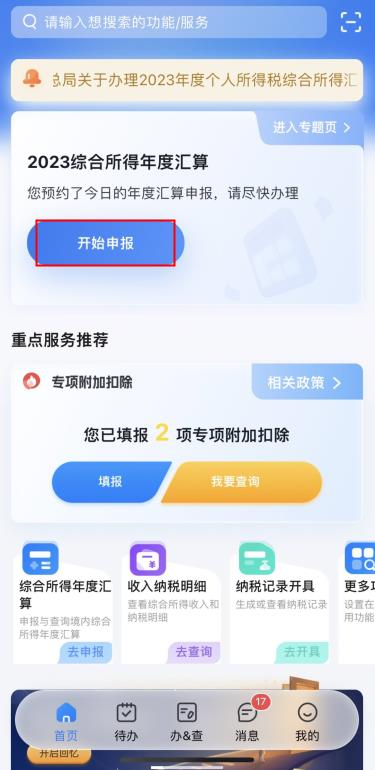 请输入想搜索的功能/服务
总局关于办理2023年度个人所得税综合所得汇
进入专题页
2023综合所得年度汇算
您预约了今日的年度汇算申报，请尽快办理
开始申报
重点服务推荐
专项附加扣除
相关政策
您已填报 2 项专项附加扣除
填报
我要查询
综合所得年度汇算
申报与查询境内综合所得年度汇算
去申报
收入纳税明细
查看综合所得收入和纳税明细
去查询
纳税记录开具
生成或查看纳税记录
去开具
更多
设置在
用功能
开启回忆
首页
待办
办&查
消息
17
我的